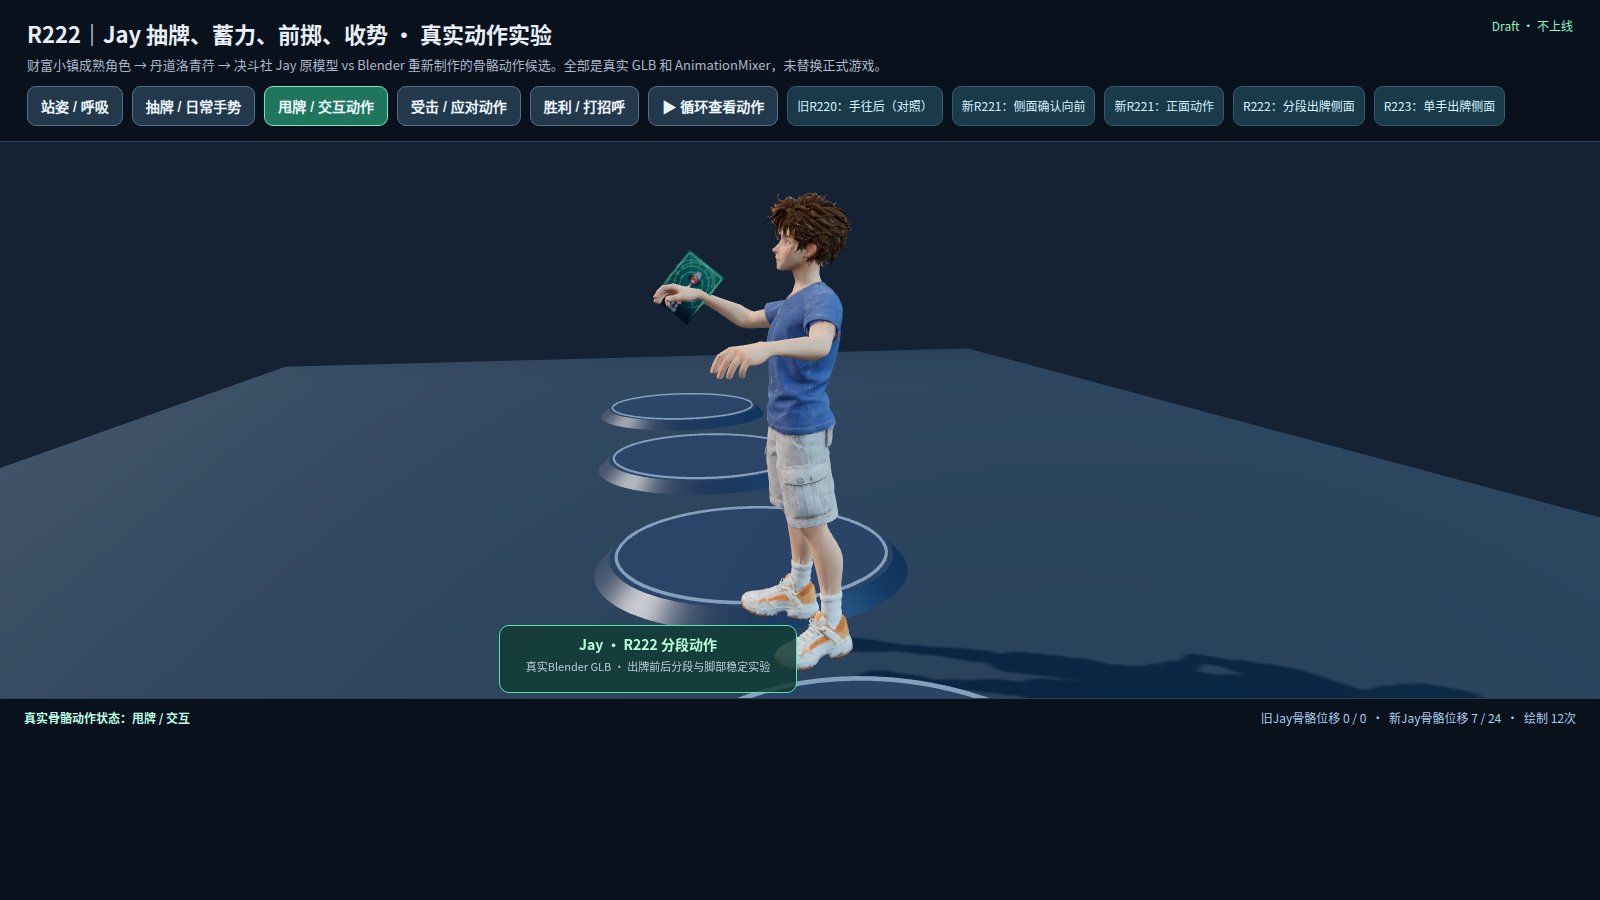 R222｜Jay 抽牌、蓄力、前掷、收势 · 真实动作实验
Draft · 不上线
财富小镇成熟角色 → 丹道洛青荇 → 决斗社 Jay 原模型 vs Blender 重新制作的骨骼动作候选。全部是真实 GLB 和 AnimationMixer，未替换正式游戏。
站姿 / 呼吸
抽牌 / 日常手势
甩牌 / 交互动作
受击 / 应对动作
胜利 / 打招呼
▶ 循环查看动作
旧R220：手往后（对照）
新R221：侧面确认向前
新R221：正面动作
R222：分段出牌侧面
R223：单手出牌侧面
Jay · R222 分段动作
真实Blender GLB · 出牌前后分段与脚部稳定实验
真实骨骼动作状态：甩牌 / 交互
旧Jay骨骼位移 0 / 0 · 新Jay骨骼位移 7 / 24 · 绘制 12次